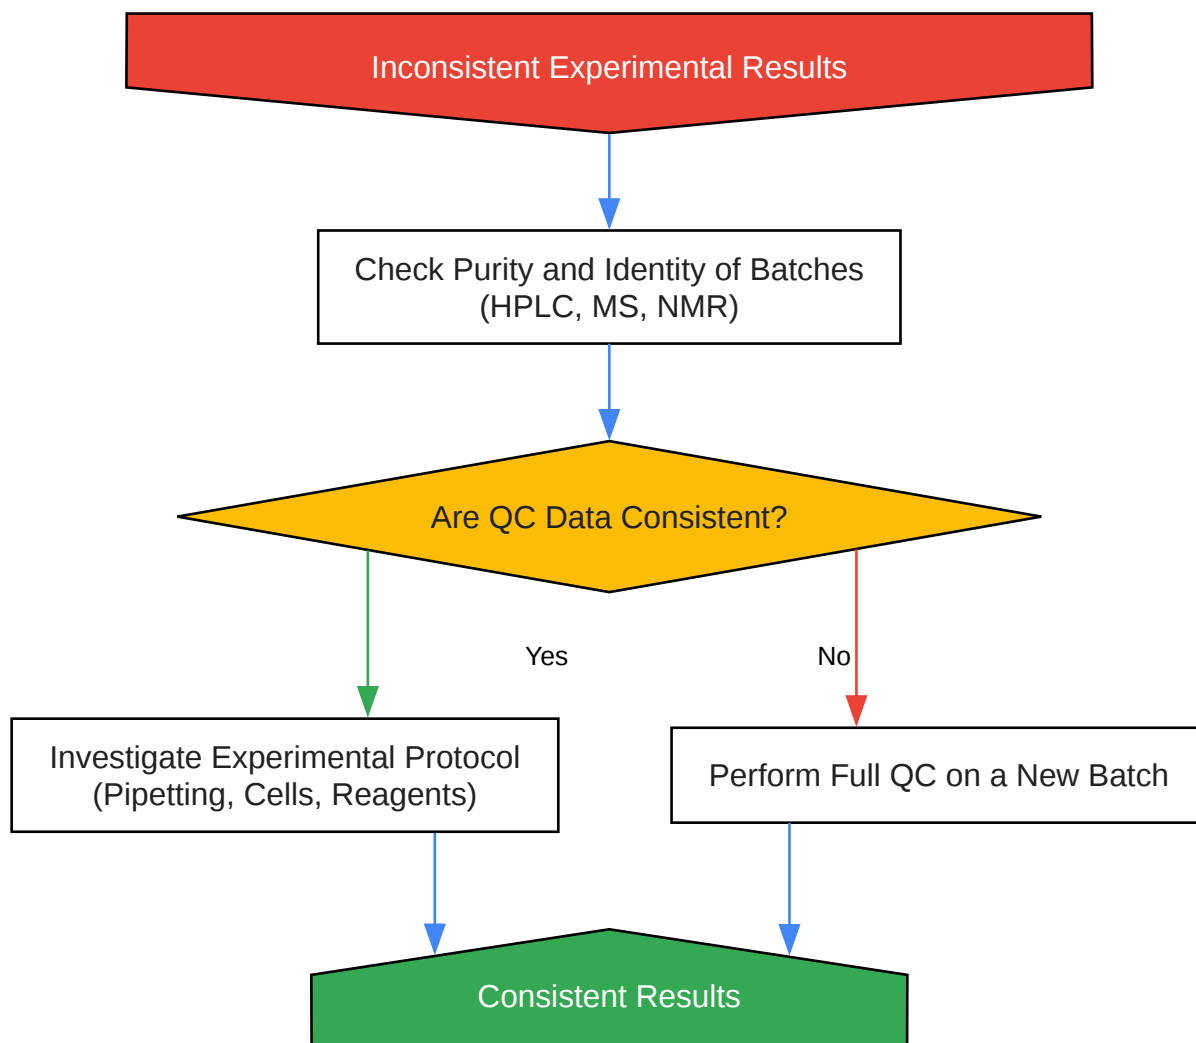 Inconsistent Experimental Results
Check Purity and Identity of Batches
(HPLC, MS, NMR)
Are QC Data Consistent?
Yes
No
Investigate Experimental Protocol
(Pipetting, Cells, Reagents)
Perform Full QC on a New Batch
Consistent Results